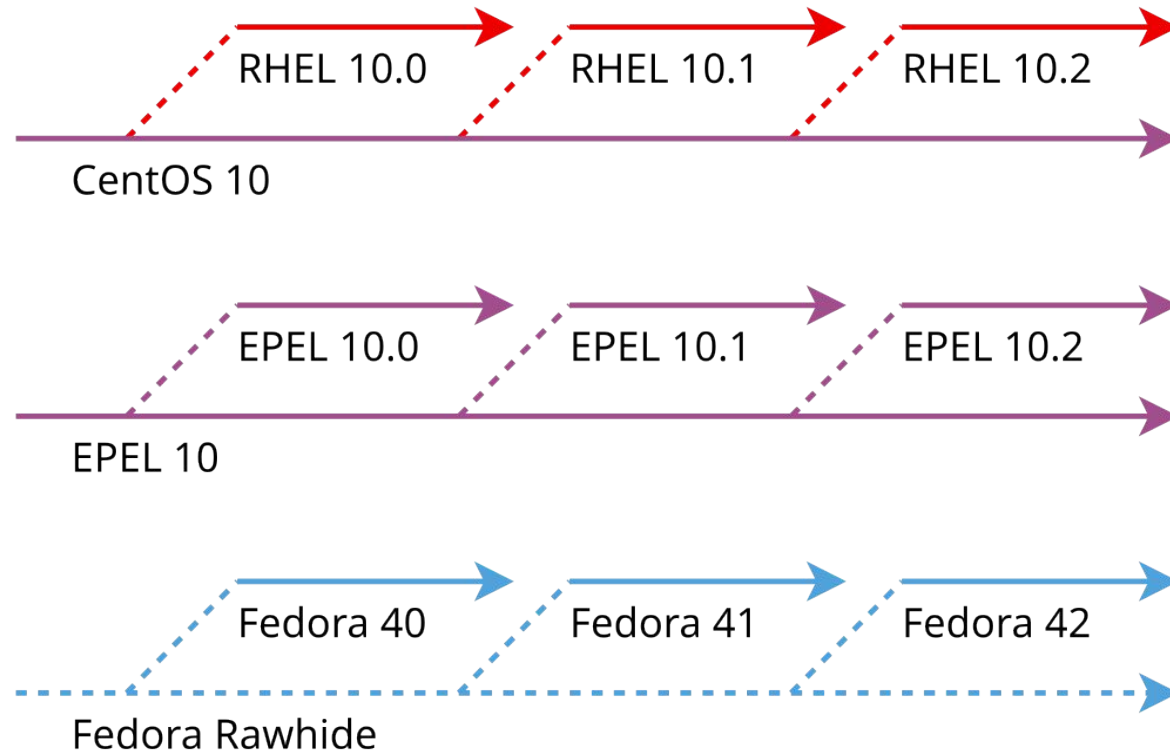 RHEL 10.0
RHEL 10.1
RHEL 10.2
CentOS 10
EPEL 10.0
EPEL 10.1
EPEL 10.2
EPEL 10
Fedora 40
Fedora 41
Fedora 42
Fedora Rawhide